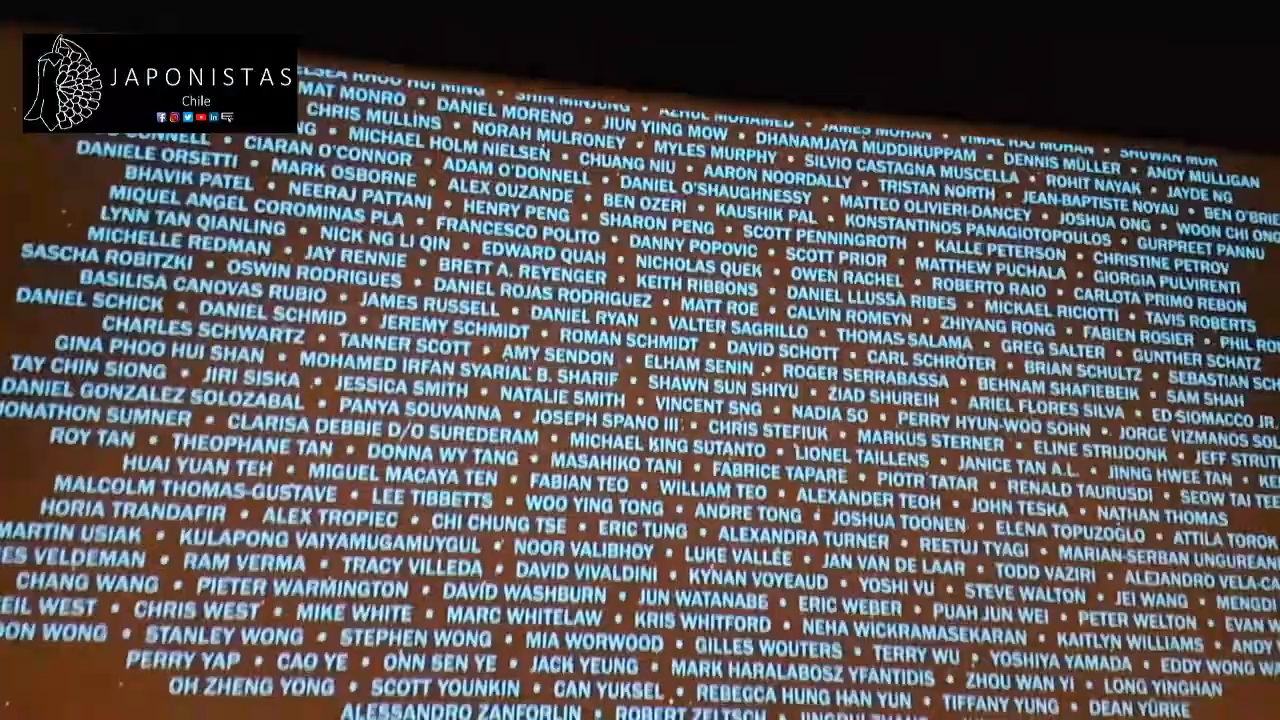 JAPONISTAS
Chile
MAT MONRO • DANIEL MORENO • JIUN YIING MOW • DHANAMJAYA MUDDIKUPPAM • DENNIS MÜLLER • ANDY MULLIGAN
CHRIS MULLINS • NORAH MULRONEY • MYLES MURPHY • SILVIO CASTAGNA MUSCELLA • ROHIT NAYAK • JAYDE NG
MICHAEL HOLM NIELSEN • CHUANG NIU • AARON NOORDALLY • TRISTAN NORTH • JEAN-BAPTISTE NOYAU • BEN
CIARAN O'CONNOR • ADAM O'DONNELL • DANIEL O'SHAUGHNESSY • MATTEO OLIVIERI-DANCEY • JOSHUA ONG • WOON CHI ONG
DANIELE ORSETTI • MARK OSBORNE • ALEX OUZANDE • BEN OZERI • KAUSHIK PAL • KONSTANTINOS PANAGIOTOPOULOS • GURPREET PANNU
BHAVIK PATEL • NEERAJ PATTANI • HENRY PENG • SHARON PENG • SCOTT PENNINGROTH • KALLE PETERSON • CHRISTINE PETROV
MIQUEL ANGEL COROMINAS PLA • FRANCESCO POLITO • DANNY POPOVIC • SCOTT PRIOR • MATTHEW PUCHALA • GIORGIA PULVIRENTI
LYNN TAN QIANLING • NICK NG LI QIN • EDWARD QUAH • NICHOLAS QUEK • OWEN RACHEL • ROBERTO RAIO • CARLOTA PRIMO REBON
MICHELLE REDMAN • JAY RENNIE • BRETT A. REYENGER • KEITH RIBBONS • DANIEL LLUSSÀ RIBES • MICKAEL RICIOTTI • TAVIS ROBERTS
SASCHA ROBITZKI • OSWIN RODRIGUES • DANIEL ROJAS RODRIGUEZ • MATT ROE • CALVIN ROMEYN • ZHIYANG RONG • FABIEN ROSIER • PHIL
BASILISA CANOVAS RUBIO • JAMES RUSSELL • DANIEL RYAN • VALTER SAGRILLO • THOMAS SALAMA • GREG SALTER • GUNTHER SCHATZ
DANIEL SCHICK • DANIEL SCHMID • JEREMY SCHMIDT • ROMAN SCHMIDT • DAVID SCHOTT • CARL SCHRÖTER • BRIAN SCHULTZ • SEBASTIAN
CHARLES SCHWARTZ • TANNER SCOTT • AMY SENDON • ELHAM SENIN • ROGER SERRABASSA • BEHNAM SHAFIEBEIK • SAM SHAH
GINA PHOO HUI SHAN • MOHAMED IRFAN SYARIAL B. SHARIF • SHAWN SUN SHIYU • ZIAD SHUREIH • ARIEL FLORES SILVA • ED SIOMACCO JR.
TAY CHIN SIONG • JIRI SISKA • JESSICA SMITH • NATALIE SMITH • VINCENT SNG • NADIA SO • PERRY HYUN-WOO SOHN • JORGE VIZMANOS
DANIEL GONZALEZ SOLOZABAL • PANYA SOUVANNA • JOSEPH SPANO III • CHRIS STEFIUK • MARKUS STERNER • ELINE STRIJDONK • JEFF
SUMNER • CLARISA DEBBIE D/O SUREDERAM • MICHAEL KING SUTANTO • LIONEL TAILLENS • JANICE TAN A.L. • JINNG HWEE TAN
ROY TAN • THEOPHANE TAN • DONNA WY TANG • MASAHIKO TANI • FABRICE TAPARE • PIOTR TATAR • RENALD TAURUSDI • SEOW TAI
HUAI YUAN TEH • MIGUEL MACAYA TEN • FABIAN TEO • WILLIAM TEO • ALEXANDER TEOH • JOHN TESKA • NATHAN THOMAS
MALCOLM THOMAS-GUSTAVE • LEE TIBBETTS • WOO YING TONG • ANDRE TONG • JOSHUA TOONEN • ELENA TOPUZOĞLO • ATTILA TOROK
HORIA TRANDAFIR • ALEX TROPIEC • CHI CHUNG TSE • ERIC TUNG • ALEXANDRA TURNER • REETUJ TYAGI • MARIAN-SERBAN
MARTIN USIAK • KULAPONG VAIYAMUGAMUYGUL • NOOR VALIBHOY • LUKE VALLÉE • JAN VAN DE LAAR • TODD VAZIRI • ALEJANDRO
VELDEMAN • RAM VERMA • TRACY VILLEDA • DAVID VIVALDINI • KYNAN VOYEAUD • YOSHI VU • STEVE WALTON • JEI WANG
CHANG WANG • PIETER WARMINGTON • DAVID WASHBURN • JUN WATANABE • ERIC WEBER • PUAH JUN WEI • PETER WELTON • EVAN
WEST • CHRIS WEST • MIKE WHITE • MARC WHITELAW • KRIS WHITFORD • NEHA WICKRAMASEKARAN • KAITLYN WILLIAMS • ANDY
WONG • STANLEY WONG • STEPHEN WONG • MIA WORWOOD • GILLES WOUTERS • TERRY WU • YOSHIYA YAMADA • EDDY WONG
PERRY YAP • CAO YE • ONN SEN YE • JACK YEUNG • MARK HARALABOSZ YFANTIDIS • ZHOU WAN YI • LONG YINGHAN
OH ZHENG YONG • SCOTT YOUNKIN • CAN YUKSEL • REBECCA HUNG HAN YUN • TIFFANY YUNG • DEAN YÜRKE
ALESSANDRO ZANFORLIN • ROBERT ZELTSCH